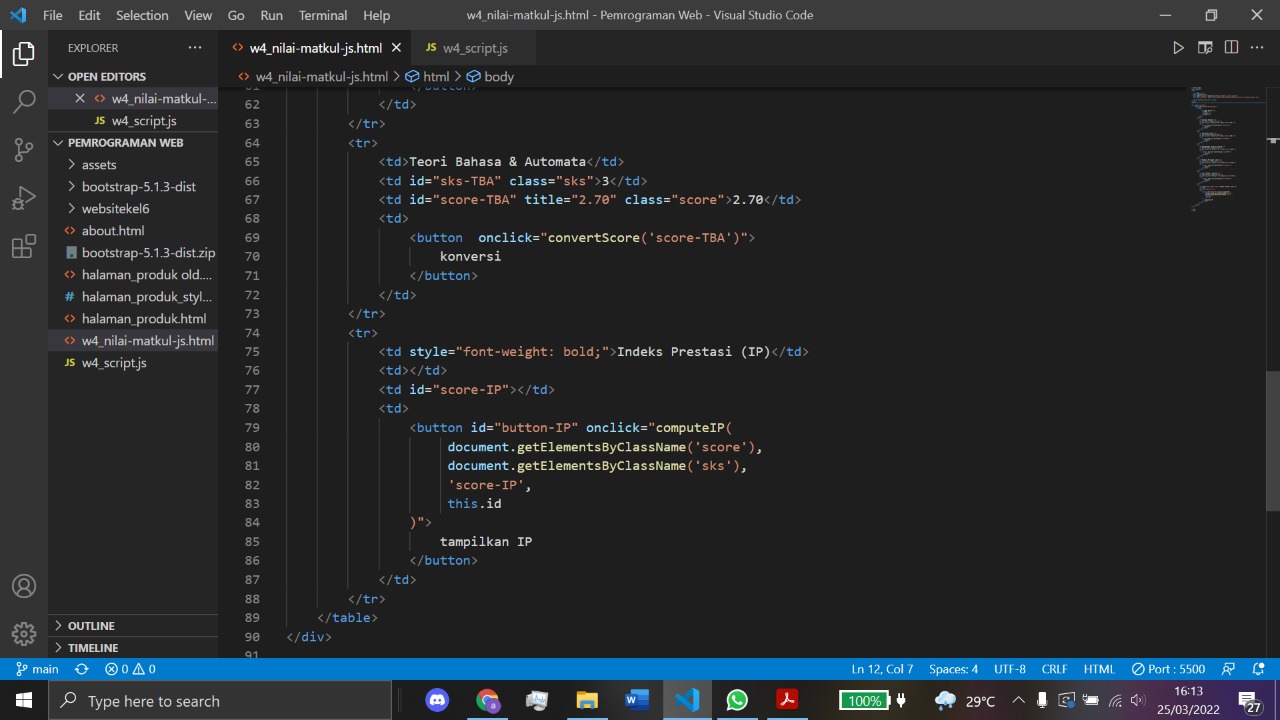 File Edit Selection View Go Run Terminal Help w4_nilai-matkul-js.html - Pemrograman Web - Visual Studio Code
EXPLORER
OPEN EDITORS
w4_nilai-matkul-...
JS w4_script.js
PEMROGRAMAN WEB
assets
bootstrap-5.1.3-dist
websitekel6
about.html
bootstrap-5.1.3-dist.zip
halaman_produk old....
# halaman_produk_styl...
halaman_produk.html
w4_nilai-matkul-js.html
JS w4_script.js
OUTLINE
TIMELINE
w4_nilai-matkul-js.html JS w4_script.js
w4_nilai-matkul-js.html > html > body
61 </button>
62 </td>
63 </tr>
64 <tr>
65 <td>Teori Bahasa & Automata</td>
66 <td id="sks-TBA" class="sks">3</td>
67 <td id="score-TBA" title="2.70" class="score">2.70</td>
68 <td>
69 <button  onclick="convertScore('score-TBA')">
70 konversi
71 </button>
72 </td>
73 </tr>
74 <tr>
75 <td style="font-weight: bold;">Indeks Prestasi (IP)</td>
76 <td></td>
77 <td id="score-IP"></td>
78 <td>
79 <button id="button-IP" onclick="computeIP(
80 document.getElementsByClassName('score'),
81 document.getElementsByClassName('sks'),
82 'score-IP',
83 this.id
84 )">
85 tampilkan IP
86 </button>
87 </td>
88 </tr>
89 </table>
90 </div>
91
main 0 0 Ln 12, Col 7 Spaces: 4 UTF-8 CRLF HTML Port : 5500
Type here to search 100% 29°C 16:13
25/03/2022 27